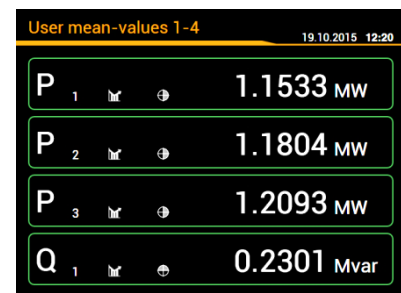 User mean-values 1-4
19.10.2015 12:20
P 1 1.1533 MW
P 2 1.1804 MW
P 3 1.2093 MW
Q 1 0.2301 Mvar